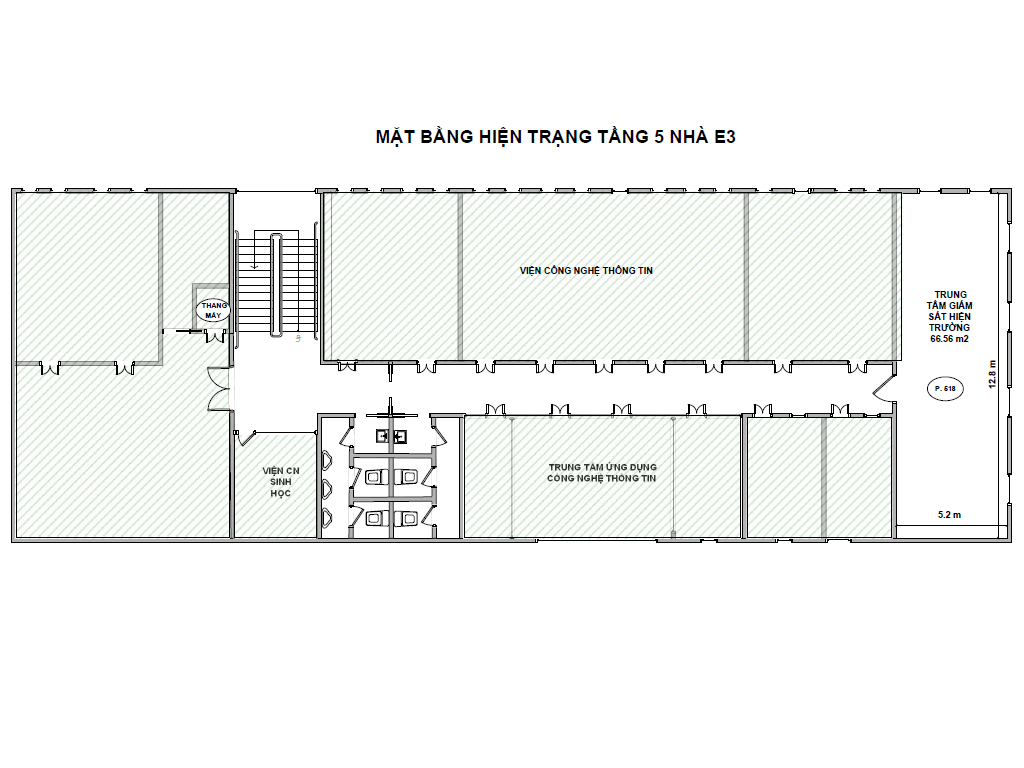 MẶT BẰNG HIỆN TRẠNG TẦNG 5 NHÀ E3
VIỆN CÔNG NGHỆ THÔNG TIN
THANG
MÁY
Up
TRUNG
TÂM GIÁM
SÁT HIỆN
TRƯỜNG
66.56 m2
12.8 m
P. 518
VIỆN CN
SINH
HỌC
TRUNG TÂM ỨNG DỤNG
CÔNG NGHỆ THÔNG TIN
5.2 m